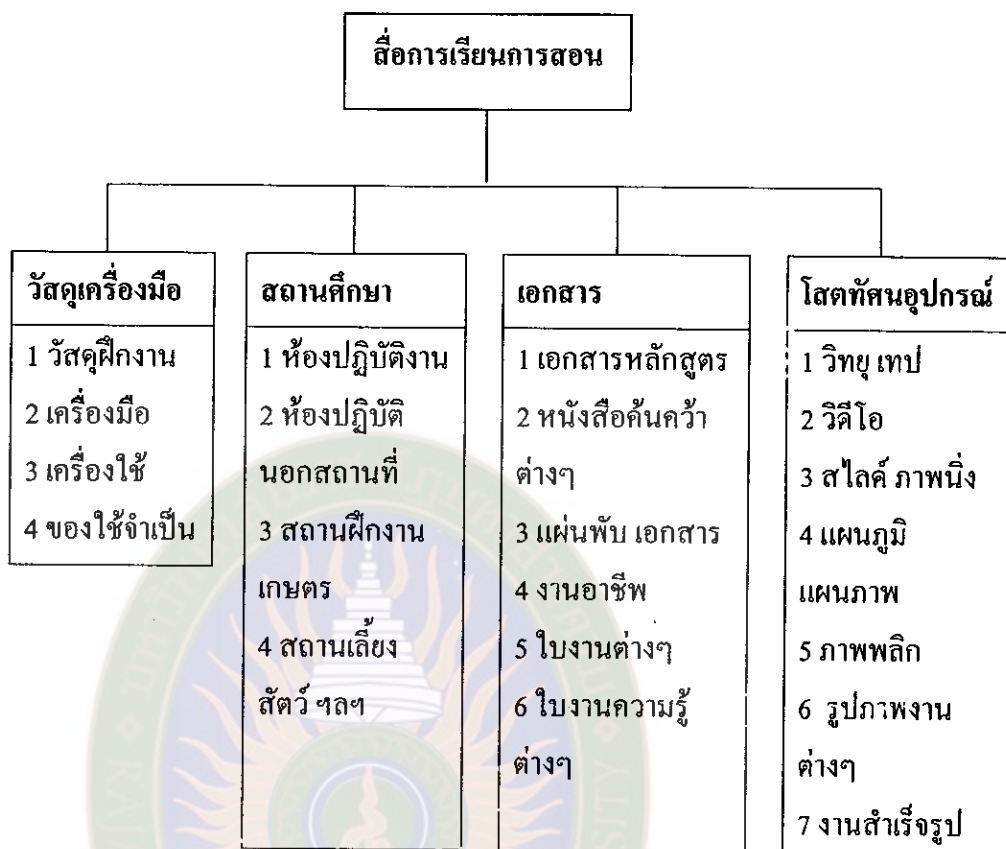 สื่อการเรียนการสอน
วัสดุเครื่องมือ
1 วัสดุฝึกงาน
2 เครื่องมือ
3 เครื่องใช้
4 ของใช้จำเป็น
สถานศึกษา
1 ห้องปฏิบัติงาน
2 ห้องปฏิบัติ
นอกสถานที่
3 สถานฝึกงาน
เกษตร
4 สถานเลี้ยง
สัตว์ ฯลฯ
เอกสาร
1 เอกสารหลักสูตร
2 หนังสือค้นคว้า
ต่างๆ
3 แผ่นพับ เอกสาร
4 งานอาชีพ
5 ใบงานต่างๆ
6 ใบงานความรู้
ต่างๆ
โสตทัศนอุปกรณ์
1 วิทยุ เทป
2 วิดีโอ
3 สไลค์ ภาพนิ่ง
4 แผนภูมิ
แผนภาพ
5 ภาพพลิก
6 รูปภาพงาน
ต่างๆ
7 งานสำเร็จรูป